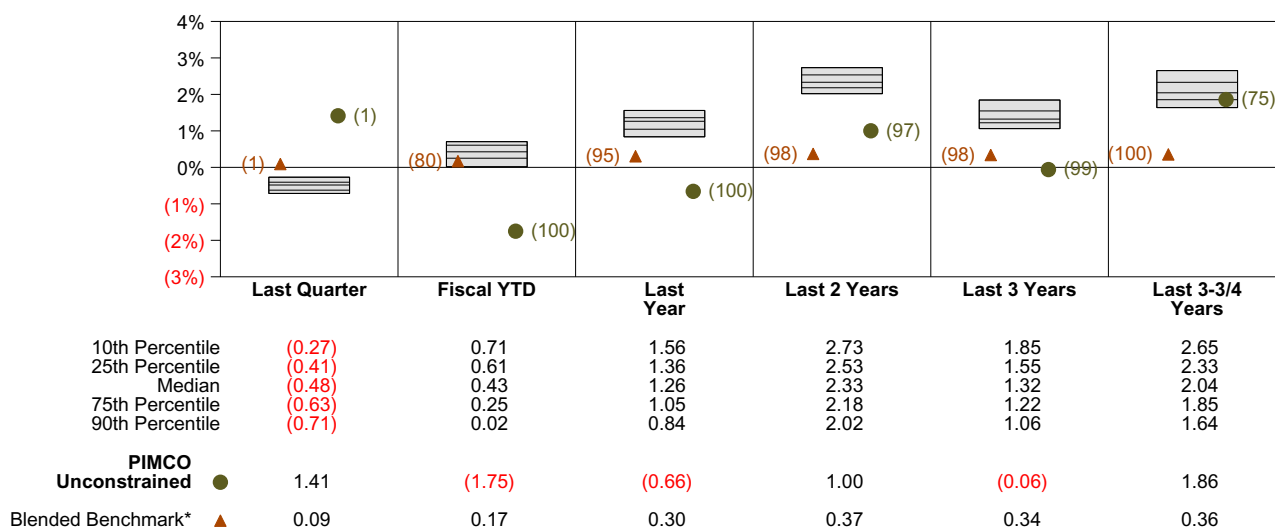 4%
3%
2%
1%
0%
(1%)
(2%)
(3%)
(1) (1)
(80) (100)
(95) (100)
(98) (97)
(98) (99)
(100) (75)
Last Quarter Fiscal YTD Last Year Last 2 Years Last 3 Years Last 3-3/4 Years
10th Percentile (0.27) 0.71 1.56 2.73 1.85 2.65
25th Percentile (0.41) 0.61 1.36 2.53 1.55 2.33
Median (0.48) 0.43 1.26 2.33 1.32 2.04
75th Percentile (0.63) 0.25 1.05 2.18 1.22 1.85
90th Percentile (0.71) 0.02 0.84 2.02 1.06 1.64
PIMCO
Unconstrained 1.41 (1.75) (0.66) 1.00 (0.06) 1.86
Blended Benchmark* 0.09 0.17 0.30 0.37 0.34 0.36